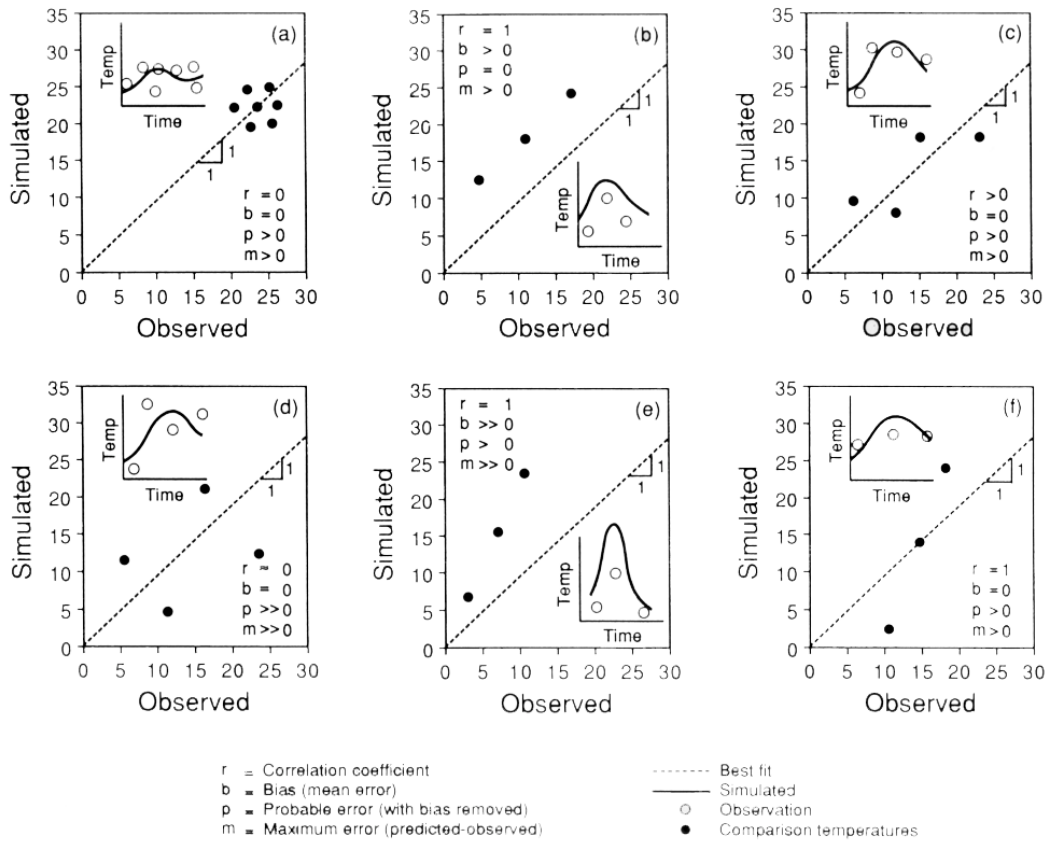 (a)
35
30
25
20
15
10
5
0
Simulated
Temp
Time
1
1
r = 0
b = 0
p > 0
m > 0
0 5 10 15 20 25 30
Observed
(b)
35
30
25
20
15
10
5
0
Simulated
r = 1
b > 0
p = 0
m > 0
1
1
Temp
Time
0 5 10 15 20 25 30
Observed
(c)
35
30
25
20
15
10
5
0
Simulated
Temp
Time
1
1
r > 0
b = 0
p > 0
m > 0
0 5 10 15 20 25 30
Observed
(d)
35
30
25
20
15
10
5
0
Simulated
Temp
Time
1
1
r ≈ 0
b = 0
p >> 0
m >> 0
0 5 10 15 20 25 30
Observed
(e)
35
30
25
20
15
10
5
0
Simulated
r = 1
b >> 0
p > 0
m >> 0
1
1
Temp
Time
0 5 10 15 20 25 30
Observed
(f)
35
30
25
20
15
10
5
0
Simulated
Temp
Time
1
1
r = 1
b = 0
p > 0
m > 0
0 5 10 15 20 25 30
Observed
r = Correlation coefficient
b = Bias (mean error)
p = Probable error (with bias removed)
m = Maximum error (predicted-observed)
Best fit
Simulated
Observation
Comparison temperatures